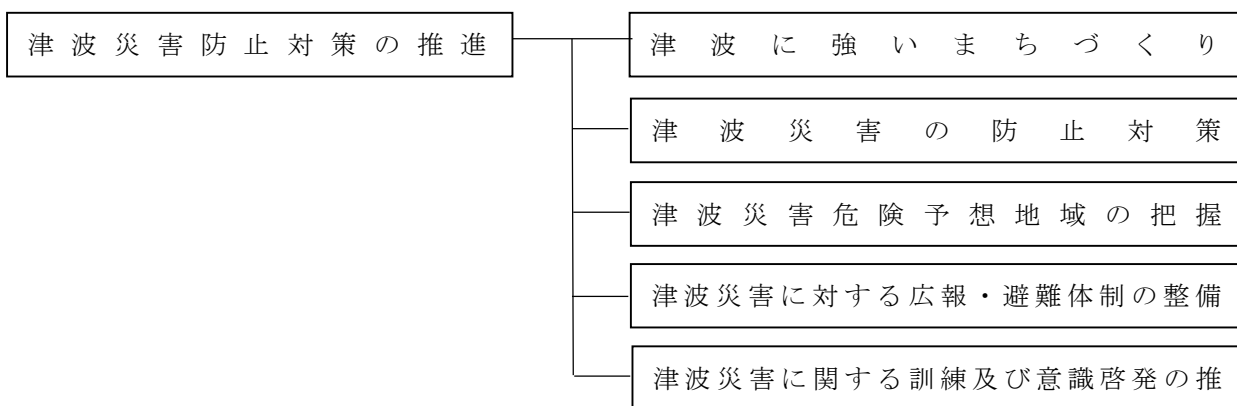 津波災害防止対策の推進
津波に強いまちづくり
津波災害の防止対策
津波災害危険予想地域の把握
津波災害に対する広報・避難体制の整備
津波災害に関する訓練及び意識啓発の推